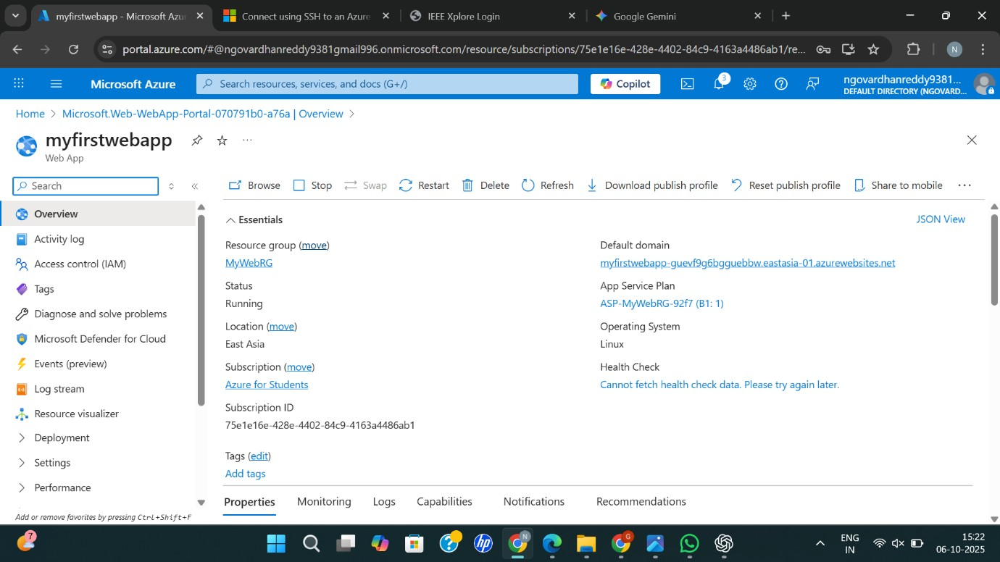 myfirstwebapp - Microsoft Azu
Connect using SSH to an Azure
IEEE Xplore Login
Google Gemini
portal.azure.com/#@ngovardhanreddy9381gmail996.onmicrosoft.com/resource/subscriptions/75e1e16e-428e-4402-84c9-4163a4486ab1/re...
N
Microsoft Azure
Search resources, services, and docs (G+/)
Copilot
3
ngovardhanreddy9381...
DEFAULT DIRECTORY (NGOVARD...
Home > Microsoft.Web-WebApp-Portal-070791b0-a76a | Overview >
myfirstwebapp
Web App
Search
Browse Stop Swap Restart Delete Refresh Download publish profile Reset publish profile Share to mobile
Overview
Activity log
Access control (IAM)
Tags
Diagnose and solve problems
Microsoft Defender for Cloud
Events (preview)
Log stream
Resource visualizer
Deployment
Settings
Performance
Add or remove favorites by pressing Ctrl+Shift+F
Essentials
JSON View
Resource group (move)
MyWebRG
Status
Running
Location (move)
East Asia
Subscription (move)
Azure for Students
Subscription ID
75e1e16e-428e-4402-84c9-4163a4486ab1
Tags (edit)
Add tags
Default domain
myfirstwebapp-guevf9g6bgguebbw.eastasia-01.azurewebsites.net
App Service Plan
ASP-MyWebRG-92f7 (B1: 1)
Operating System
Linux
Health Check
Cannot fetch health check data. Please try again later.
Properties Monitoring Logs Capabilities Notifications Recommendations
7
hp
N
G
ENG
IN
15:22
06-10-2025